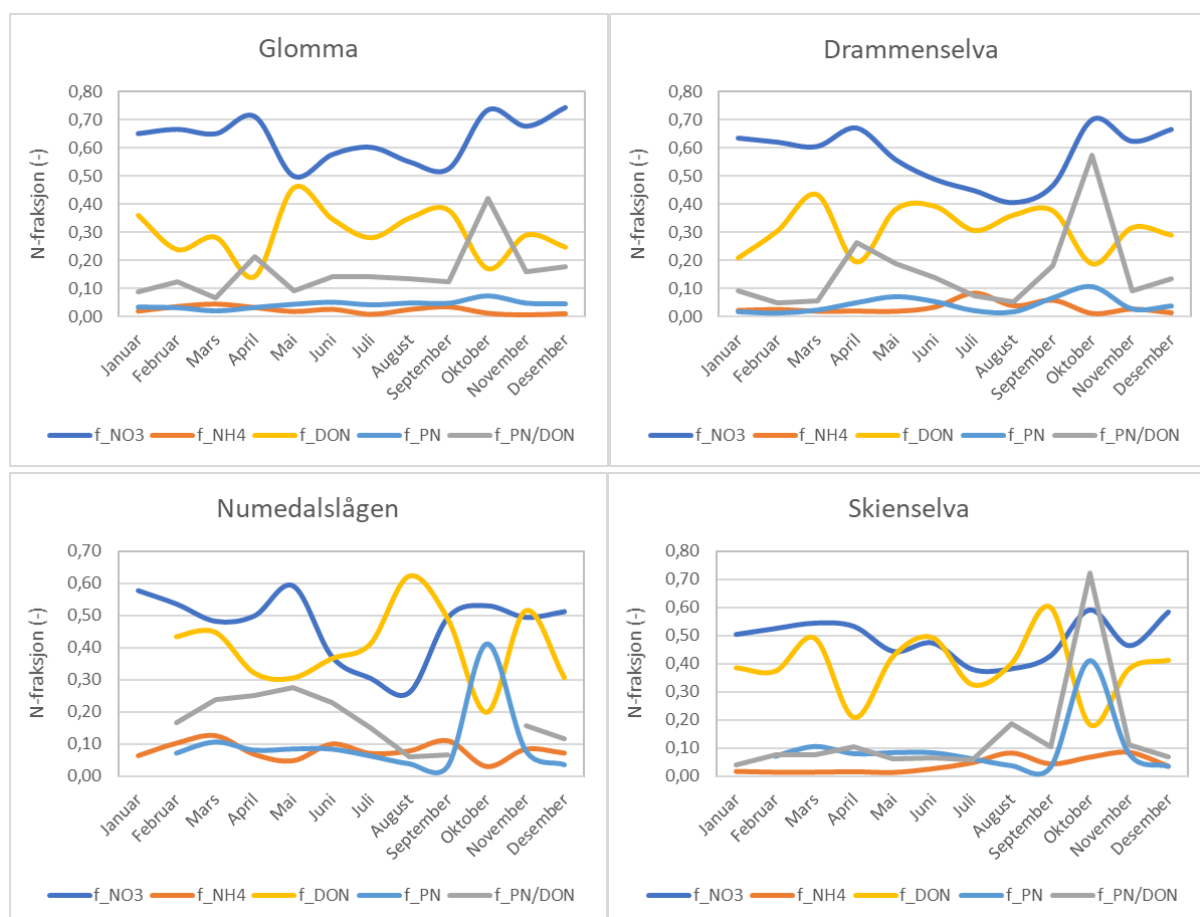 Glomma
N-fraksjon (-)
0,80
0,70
0,60
0,50
0,40
0,30
0,20
0,10
0,00
Januar
Februar
Mars
April
Mai
Juni
Juli
August
September
Oktober
November
Desember
f_NO3 f_NH4 f_DON f_PN f_PN/DON
Drammenselva
N-fraksjon (-)
0,80
0,70
0,60
0,50
0,40
0,30
0,20
0,10
0,00
Januar
Februar
Mars
April
Mai
Juni
Juli
August
September
Oktober
November
Desember
f_NO3 f_NH4 f_DON f_PN f_PN/DON
Numedalslågen
N-fraksjon (-)
0,70
0,60
0,50
0,40
0,30
0,20
0,10
0,00
Januar
Februar
Mars
April
Mai
Juni
Juli
August
September
Oktober
November
Desember
f_NO3 f_NH4 f_DON f_PN f_PN/DON
Skienselva
N-fraksjon (-)
0,80
0,70
0,60
0,50
0,40
0,30
0,20
0,10
0,00
Januar
Februar
Mars
April
Mai
Juni
Juli
August
September
Oktober
November
Desember
f_NO3 f_NH4 f_DON f_PN f_PN/DON